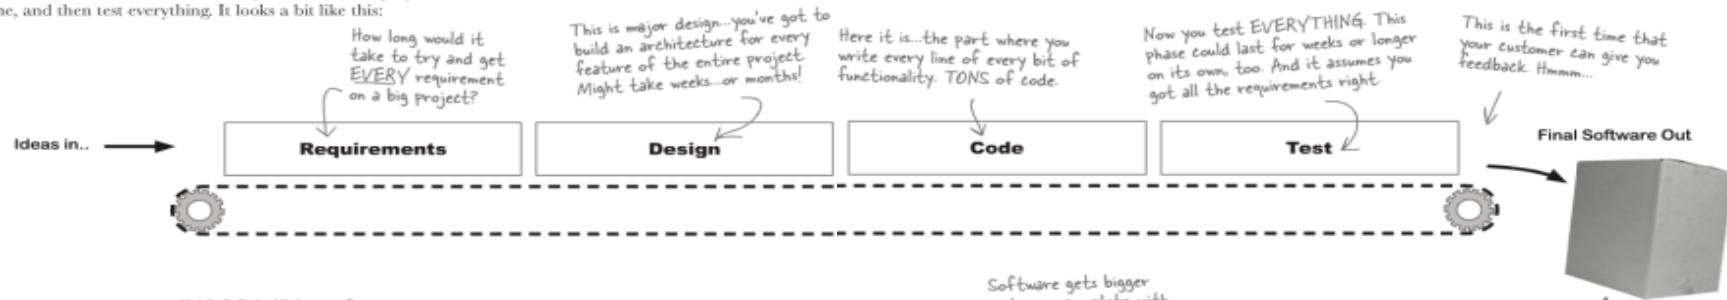 ne, and then test everything. It looks a bit like this:
How long would it
take to try and get
EVERY requirement
on a big project?
This is major design...you've got to
build an architecture for every
feature of the entire project.
Might take weeks...or months!
Here it is...the part where you
write every line of every bit of
functionality. TONS of code.
Now you test EVERYTHING. This
phase could last for weeks or longer
on its own, too. And it assumes you
got all the requirements right.
This is the first time that
your customer can give you
feedback. Hmmm...
Ideas in..
Requirements
Design
Code
Test
Final Software Out
Software gets bigger